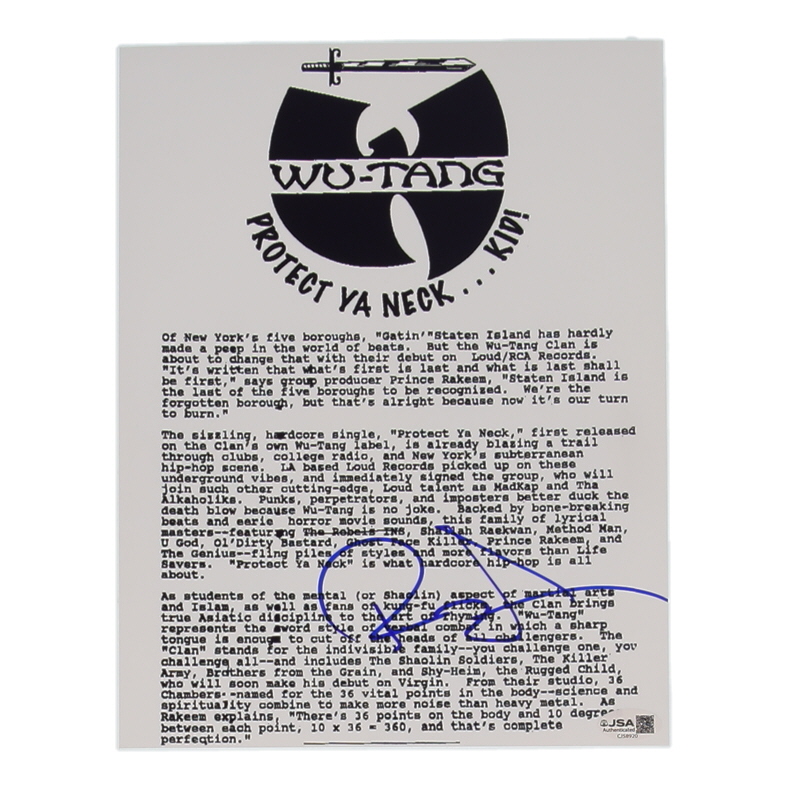 WU-TANG
PROTECT YA NECK... KID!
Of New York's five boroughs, "Gatin'"Staten Island has hardly
made a peep in the world of beats. But the Wu-Tang Clan is
about to change that with their debut on Loud/RCA Records.
"It's written that what's first is last and what is last shall
be first," says group producer Prince Rakeem, "Staten Island is
the last of the five boroughs to be recognized. We're the
forgotten borough, but that's alright because now it's our turn
to burn."
The sizzling, hardcore single, "Protect Ya Neck," first released
on the Clan's own Wu-Tang label, is already blazing a trail
through clubs, college radio, and New York's subterranean
hip-hop scene. LA based Loud Records picked up on these
underground vibes, and immediately signed the group, who will
join such other cutting-edge, Loud talent as MadKap and Tha
Alkaholiks. Punks, perpetrators, and imposters better duck the
death blow because Wu-Tang is no joke. Backed by bone-breaking
beats and eerie horror movie sounds, this family of lyrical
masters--featuring The Rebels INS, Shallah Raekwan, Method Man,
U God, Ol'Dirty Bastard, Ghost Face Killer, Prince Rakeem, and
The Genius--fling piles of styles and more flavors than Life
Savers. "Protect Ya Neck" is what hardcore hip-hop is all
about.
As students of the mental (or Shaolin) aspect of martial arts
and Islam, as well as fans of kung-fu flicks, the Clan brings
true Asiatic discipline to the art of rhyming. "Wu-Tang"
represents the sword style of verbal combat in which a sharp
tongue is enough to cut off the heads of all challengers. The
"Clan" stands for the indivisible family--you challenge one, you
challenge all--and includes The Shaolin Soldiers, The Killer
Army, Brothers from the Grain, and Shy-Heim, the Rugged Child,
who will soon make his debut on Virgin. From their studio, 36
Chambers--named for the 36 vital points in the body--science and
spirituality combine to make more noise than heavy metal. As
Rakeem explains, "There's 36 points on the body and 10 degre
between each point, 10 x 36 = 360, and that's complete
perfection."
JSA
Authenticated